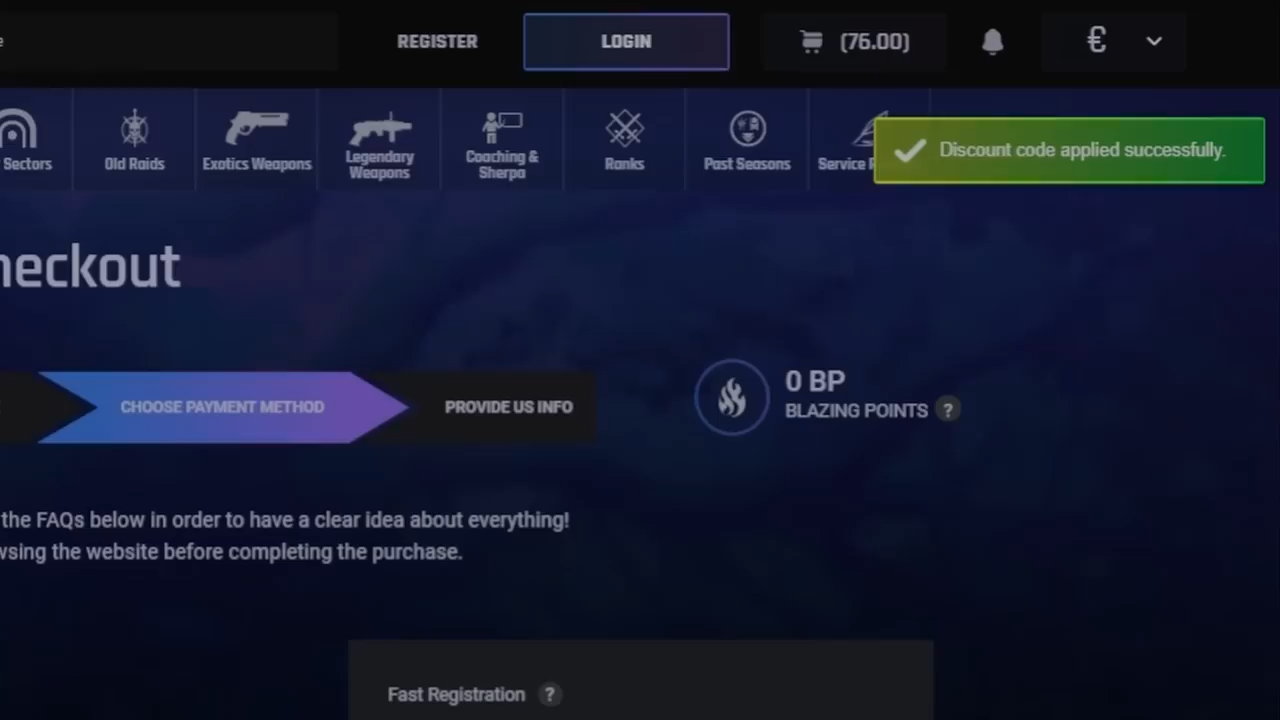 e
REGISTER
LOGIN
(76.00)
€
Sectors
Old Raids
Exotics Weapons
Legendary
Weapons
Coaching &
Sherpa
Ranks
Past Seasons
Service
Discount code applied successfully.
heckout
CHOOSE PAYMENT METHOD
PROVIDE US INFO
0 BP
BLAZING POINTS ?
the FAQs below in order to have a clear idea about everything!
wsing the website before completing the purchase.
Fast Registration ?